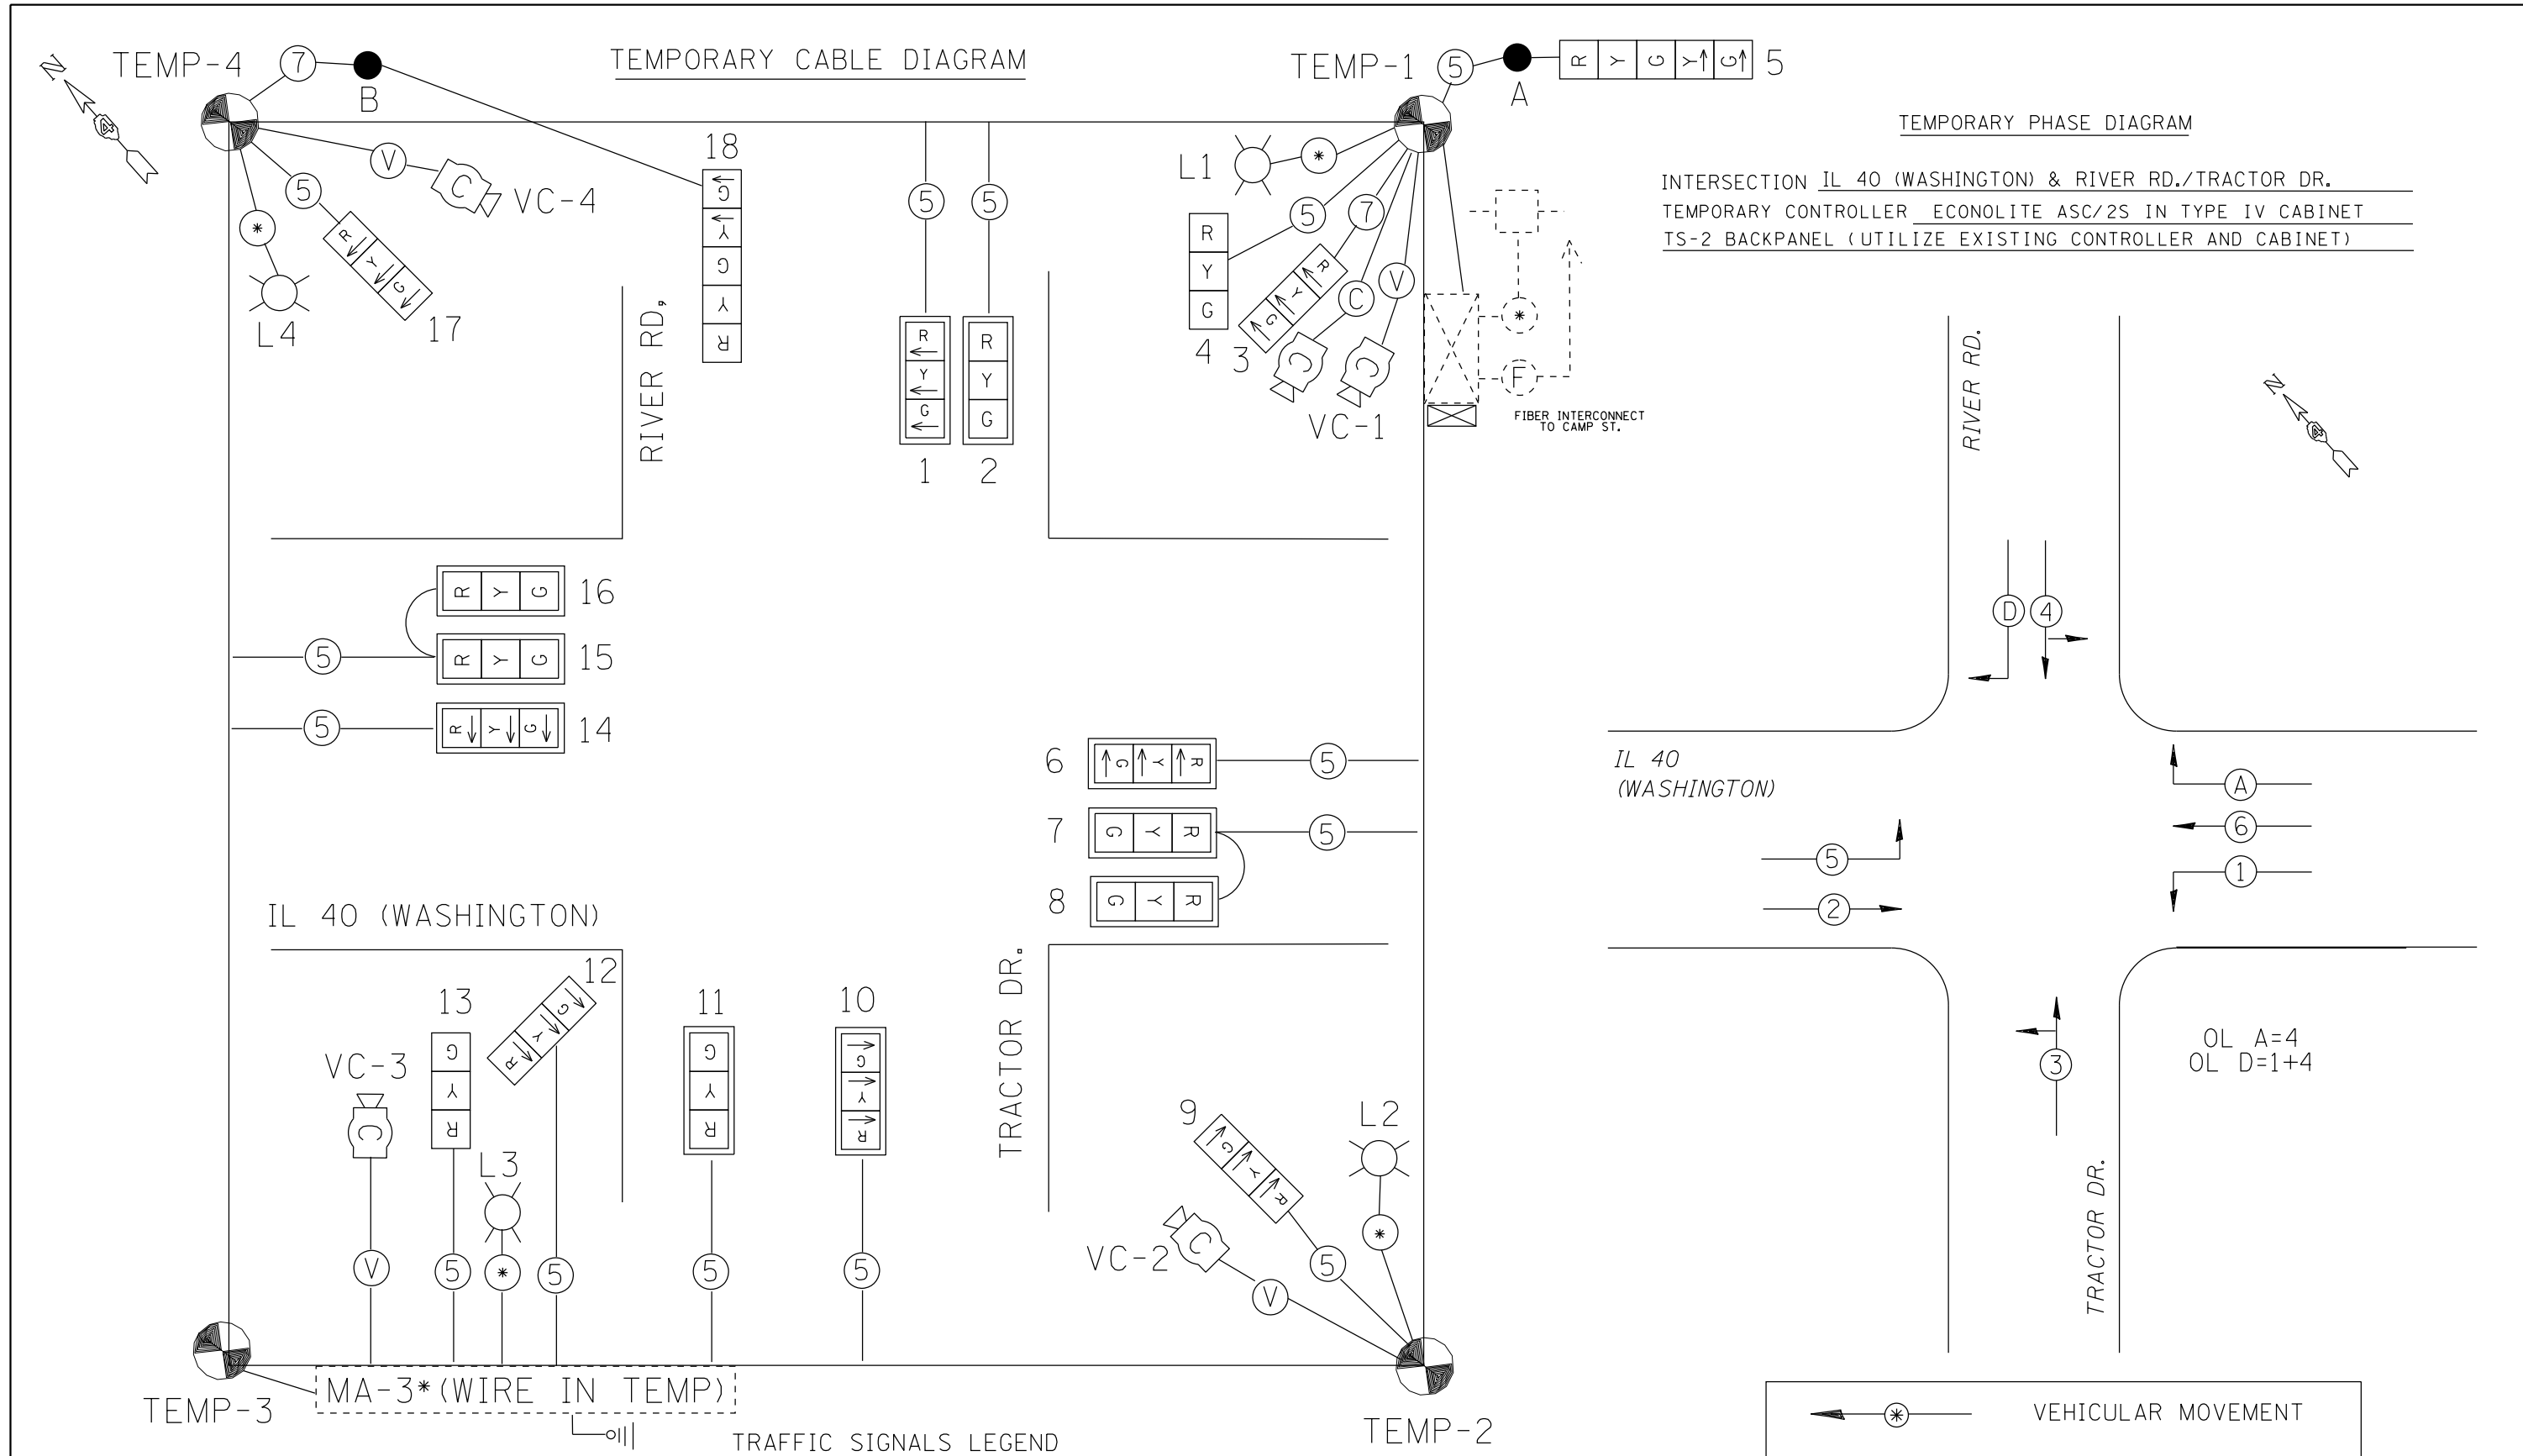 TEMPORARY CABLE DIAGRAM
N
4
TEMP-4
7
B
V
C
VC-4
5
*
L4
R Y G
17
18
G
Y
G
Y
R
RIVER RD,
5
5
R
Y
G
1
R
Y
G
2
TEMP-1
5
A
R Y G Y G
5
L1
*
5
7
C
V
R
Y
G
4
R Y G
3
C
C
VC-1
*
F
FIBER INTERCONNECT
TO CAMP ST.
R Y G
16
5
R Y G
15
5
R Y G
14
6
G Y R
5
7
G Y R
5
8
G Y R
IL 40 (WASHINGTON)
TRACTOR DR.
12
R Y G
13
G
Y
R
VC-3
C
L3
11
G
Y
R
10
G
Y
R
V
5
*
5
5
5
9
G Y R
L2
VC-2
C
*
5
V
TEMP-3
MA-3*(WIRE IN TEMP)
TEMP-2
TRAFFIC SIGNALS LEGEND
TEMPORARY PHASE DIAGRAM
INTERSECTION IL 40 (WASHINGTON) & RIVER RD./TRACTOR DR.
TEMPORARY CONTROLLER ECONOLITE ASC/2S IN TYPE IV CABINET
TS-2 BACKPANEL (UTILIZE EXISTING CONTROLLER AND CABINET)
RIVER RD.
N
4
D
4
IL 40
(WASHINGTON)
A
6
1
5
2
3
OL A=4
OL D=1+4
TRACTOR DR.
* VEHICULAR MOVEMENT